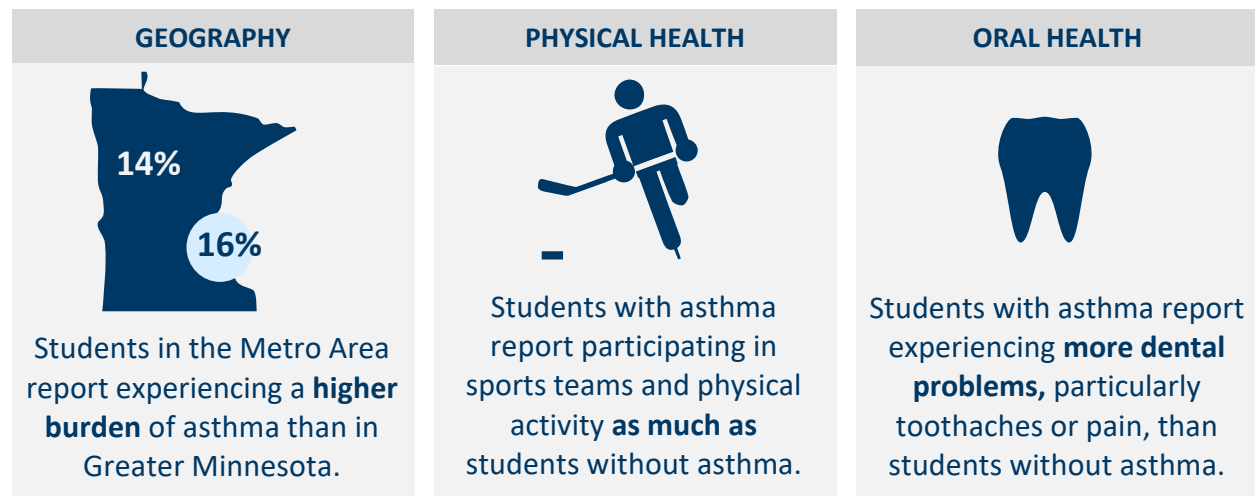 GEOGRAPHY
14%
16%
Students in the Metro Area
report experiencing a higher
burden of asthma than in
Greater Minnesota.
PHYSICAL HEALTH
Students with asthma
report participating in
sports teams and physical
activity as much as
students without asthma.
ORAL HEALTH
Students with asthma report
experiencing more dental
problems, particularly
toothaches or pain, than
students without asthma.